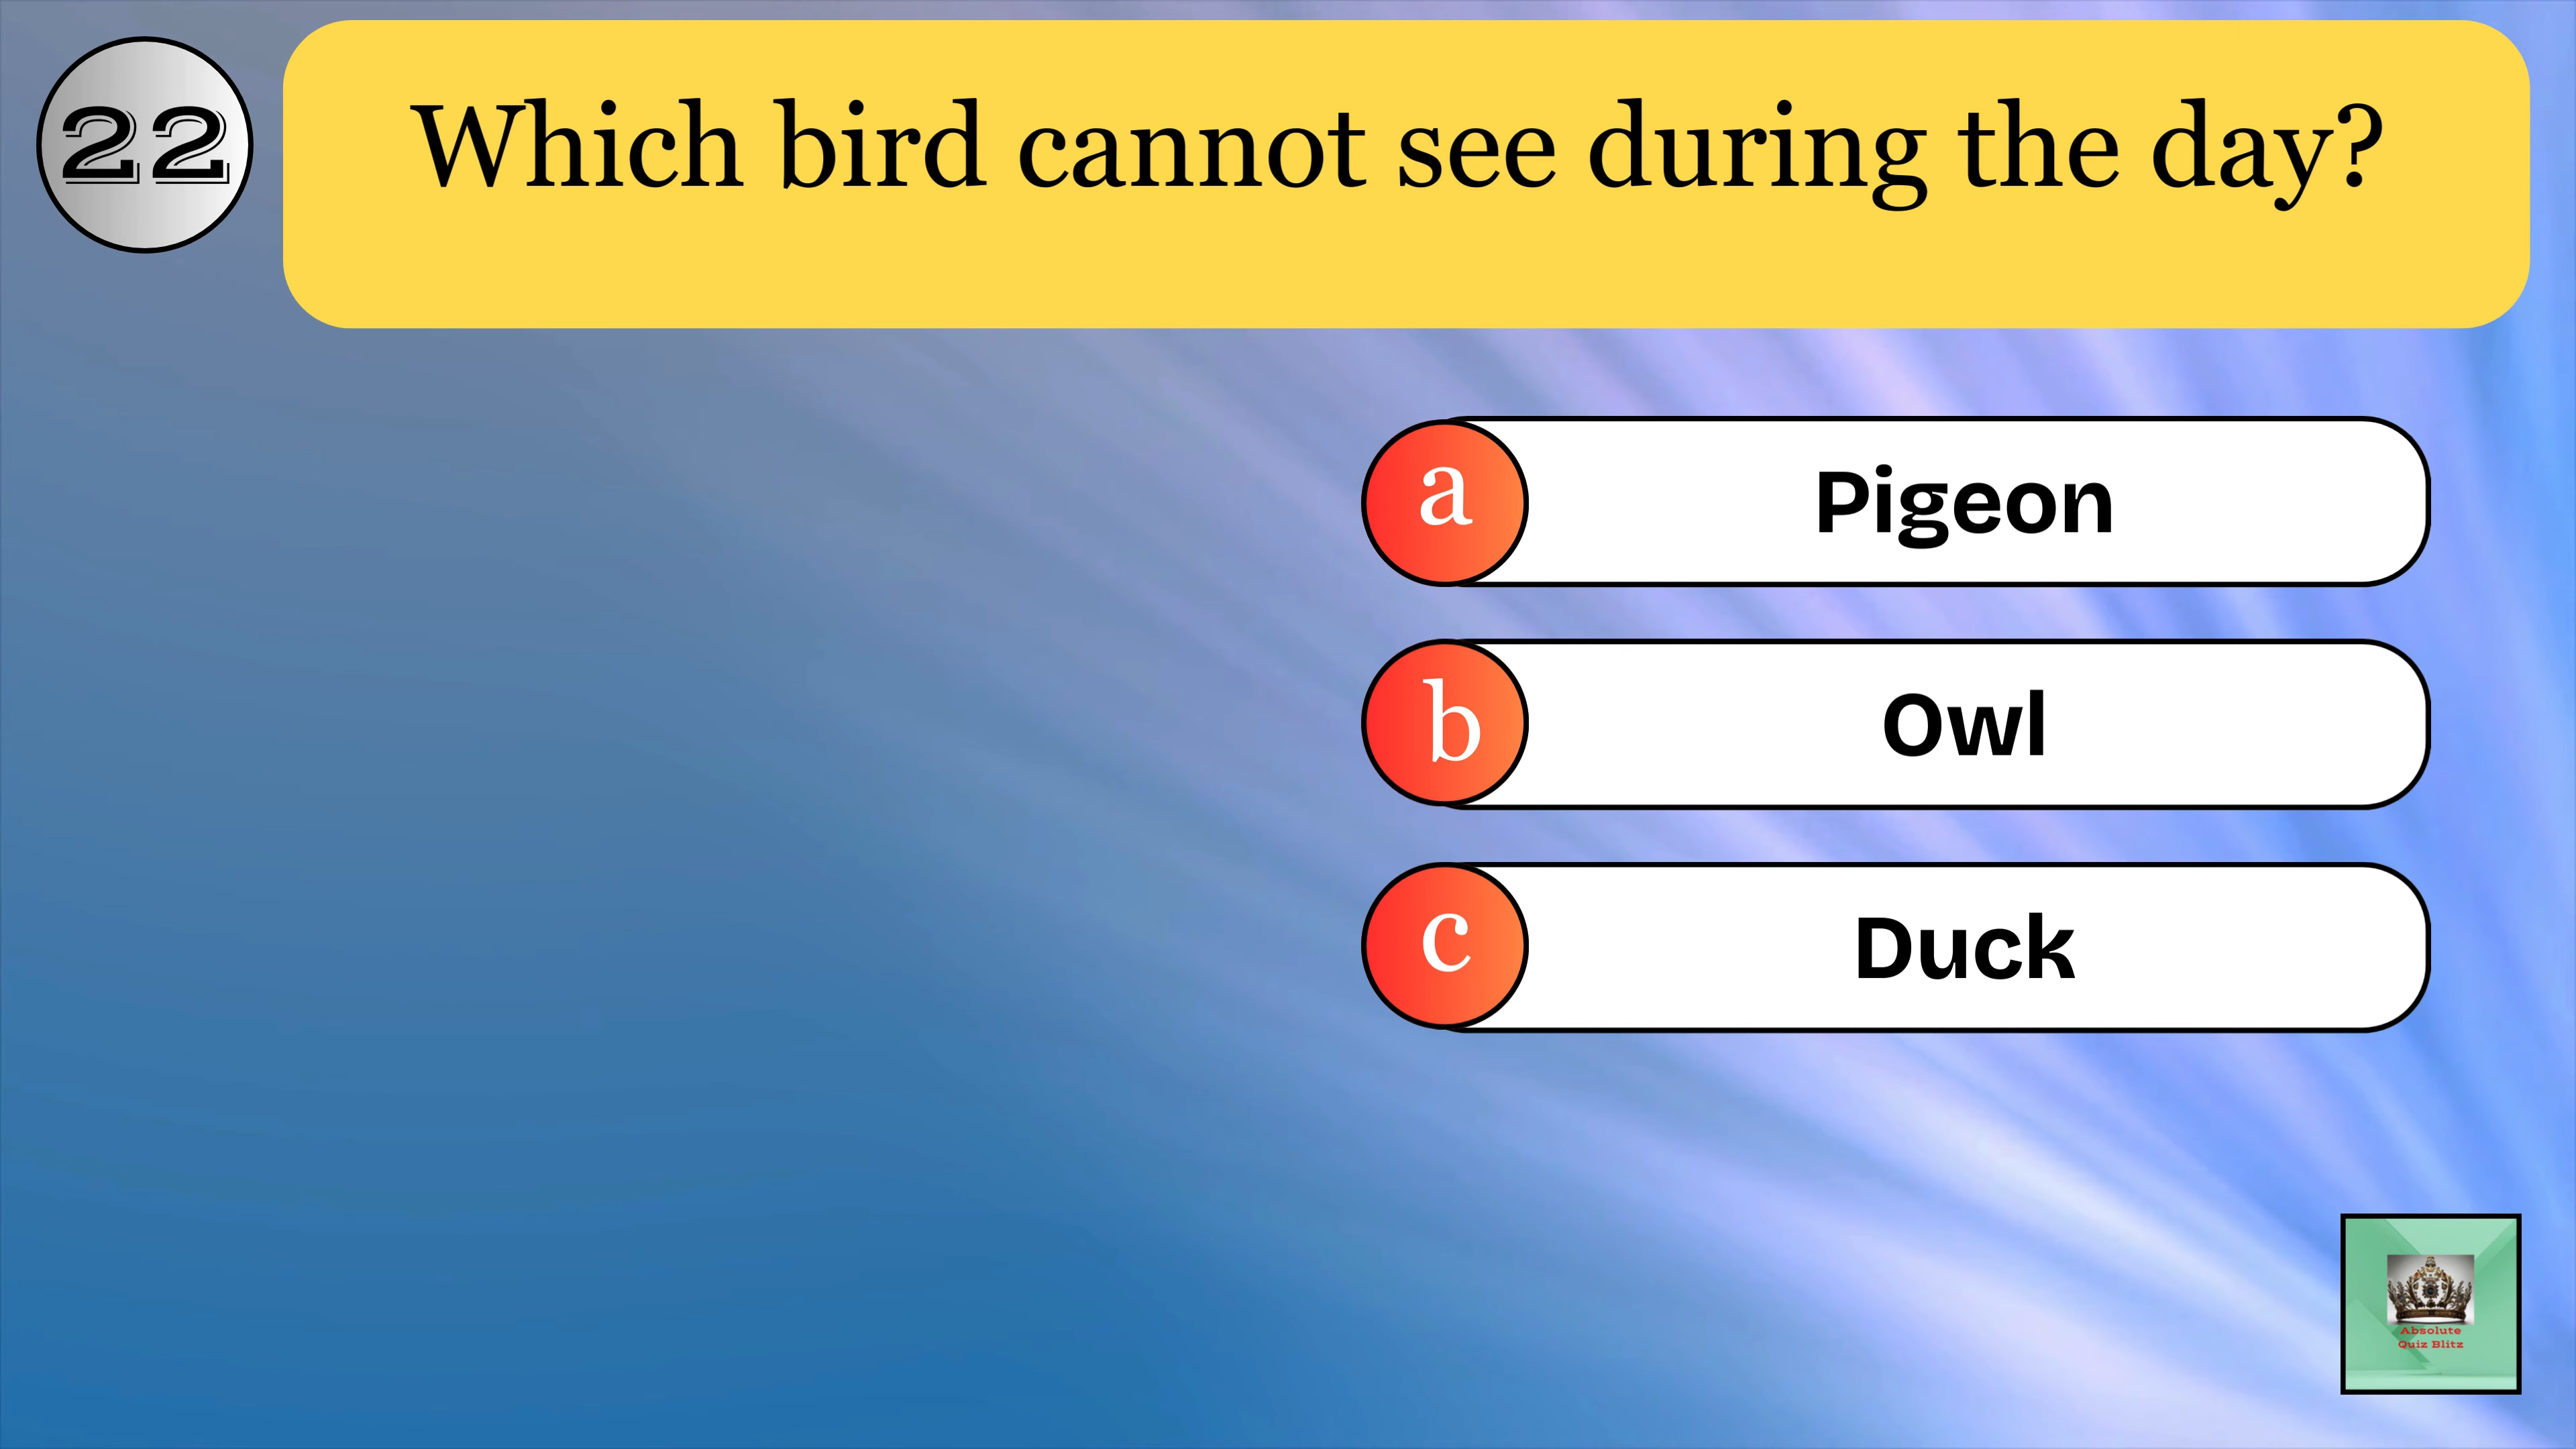 22
Which bird cannot see during the day?
a
Pigeon
b
Owl
c
Duck
Absolute
Quiz Blitz